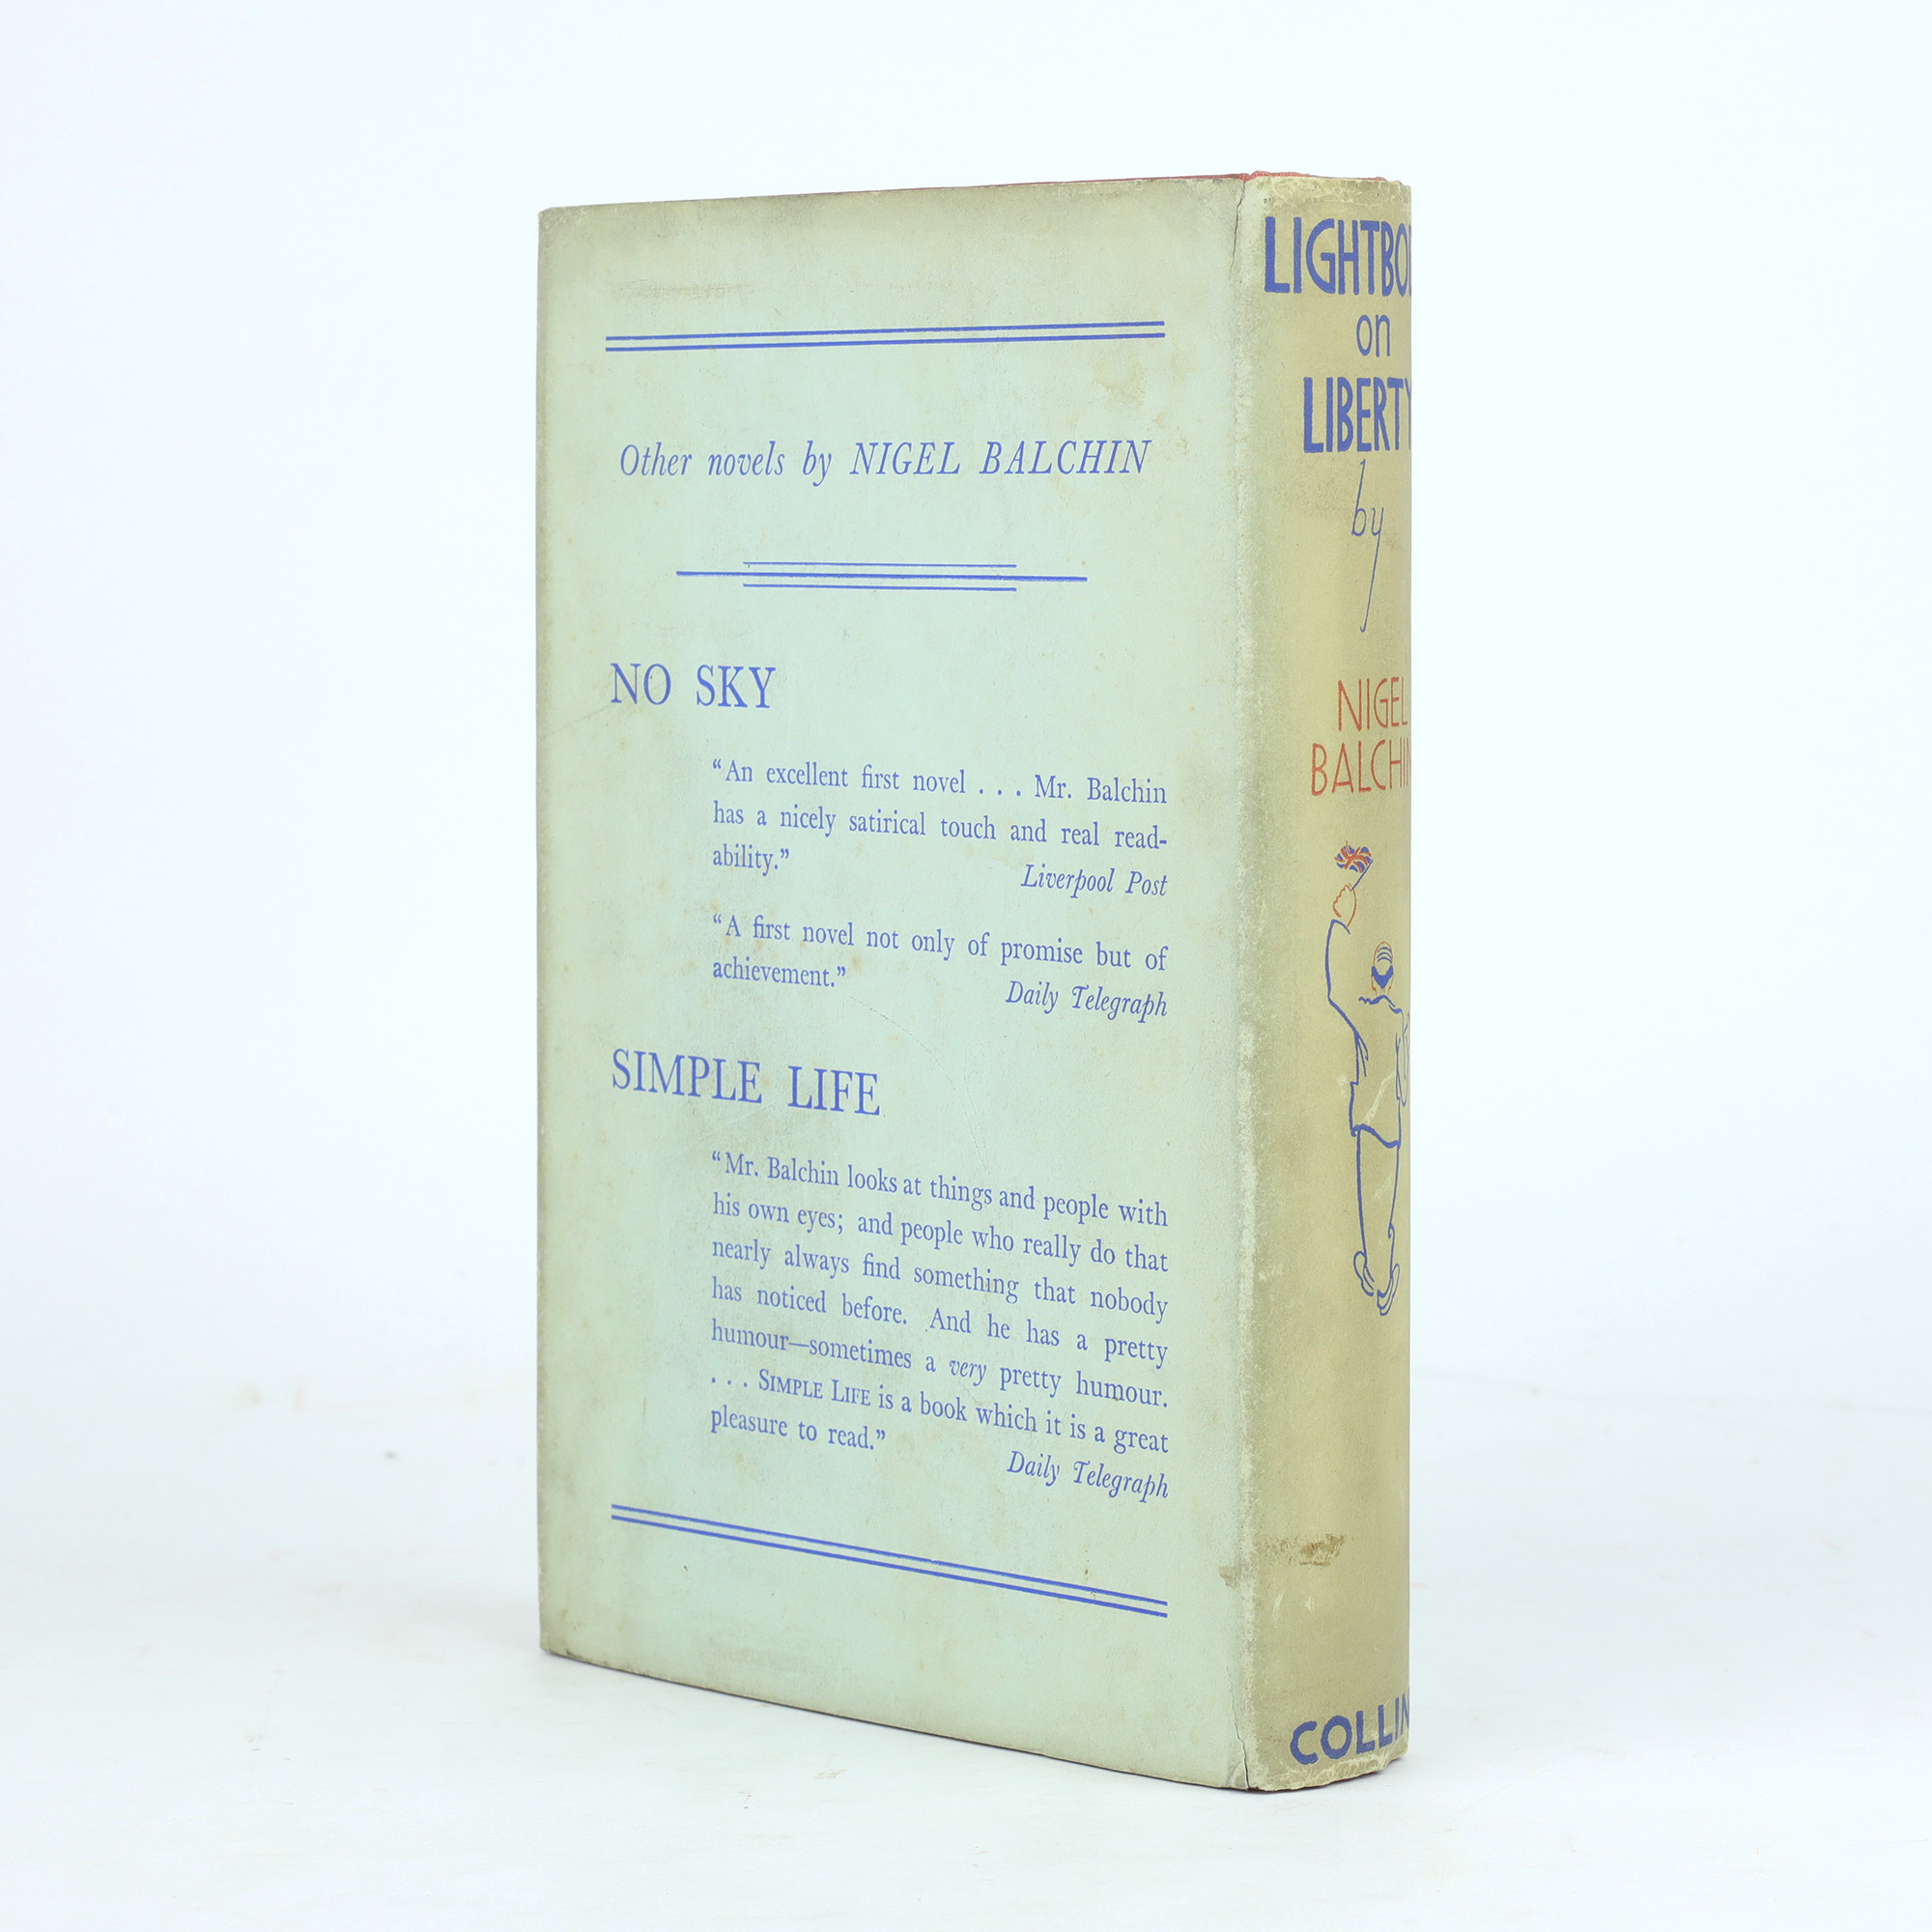 Other novels by NIGEL BALCHIN
NO SKY
“An excellent first novel . . . Mr. Balchin
has a nicely satirical touch and real read-
ability.”
Liverpool Post
“A first novel not only of promise but of
achievement.”
Daily Telegraph
SIMPLE LIFE
“Mr. Balchin looks at things and people with
his own eyes; and people who really do that
nearly always find something that nobody
has noticed before. And he has a pretty
humour—sometimes a very pretty humour.
. . . SIMPLE LIFE is a book which it is a great
pleasure to read.”
Daily Telegraph
LIGHTBO
on
LIBERTY
by
NIGEL
BALCHIN
COLLIN